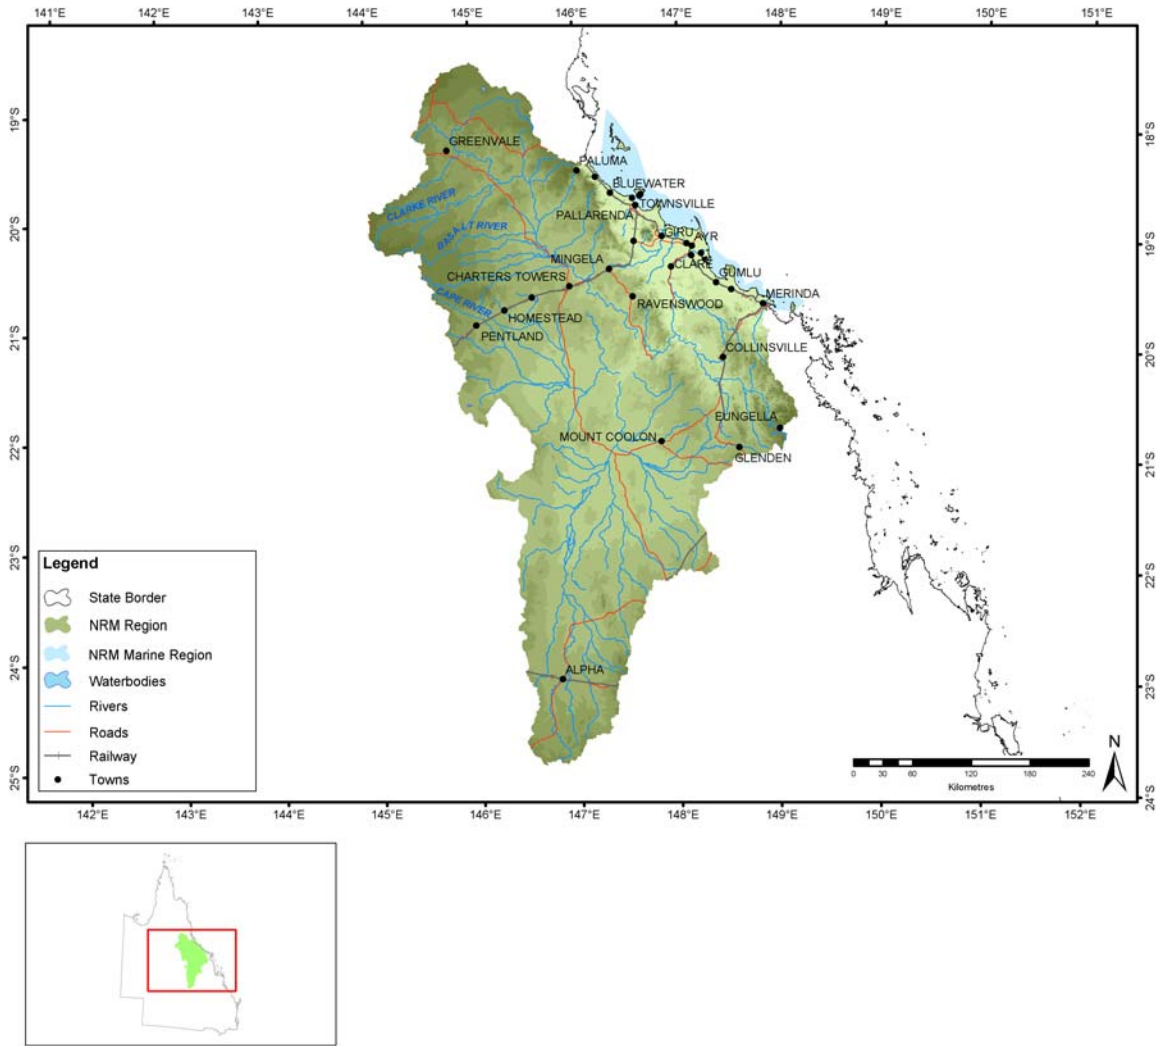 141°E 142°E 143°E 144°E 145°E 146°E 147°E 148°E 149°E 150°E 151°E
19°S
18°S
GREENVALE
PALUMA
BLUEWATER
CLARKE RIVER
TOWNSVILLE
PALLARENDA
20°S
BASALT RIVER
GIRU AYR
19°S
MINGELA
CLARE
GUMLU
CHARTERS TOWERS
CAPE RIVER
MERINDA
RAVENSWOOD
HOMESTEAD
PENTLAND
21°S
COLLINSVILLE
20°S
EUNGELLA
MOUNT COOLON
22°S
GLENDEN
21°S
23°S
Legend
22°S
State Border
NRM Region
NRM Marine Region
24°S
ALPHA
Waterbodies
23°S
Rivers
Roads
N
Railway
0 30 60 120 180 240
25°S
Towns
Kilometres
24°S
142°E 143°E 144°E 145°E 146°E 147°E 148°E 149°E 150°E 151°E 152°E